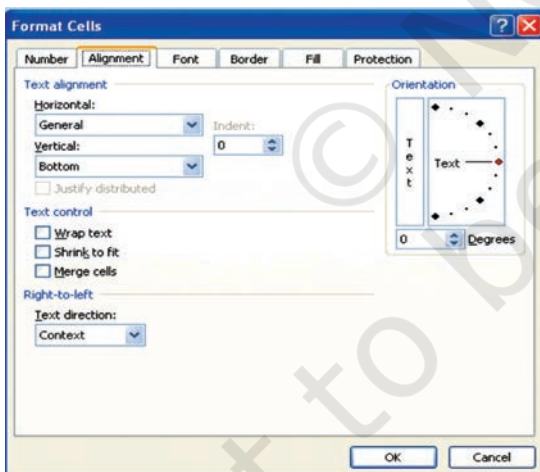 Format Cells
Number Alignment Font Border Fill Protection
Text alignment
Horizontal:
General
Indent:
Vertical:
0
Bottom
Justify distributed
Text control
Wrap text
Shrink to fit
Merge cells
Right-to-left
Text direction:
Context
Orientation
Text
Text
0 Degrees
OK Cancel